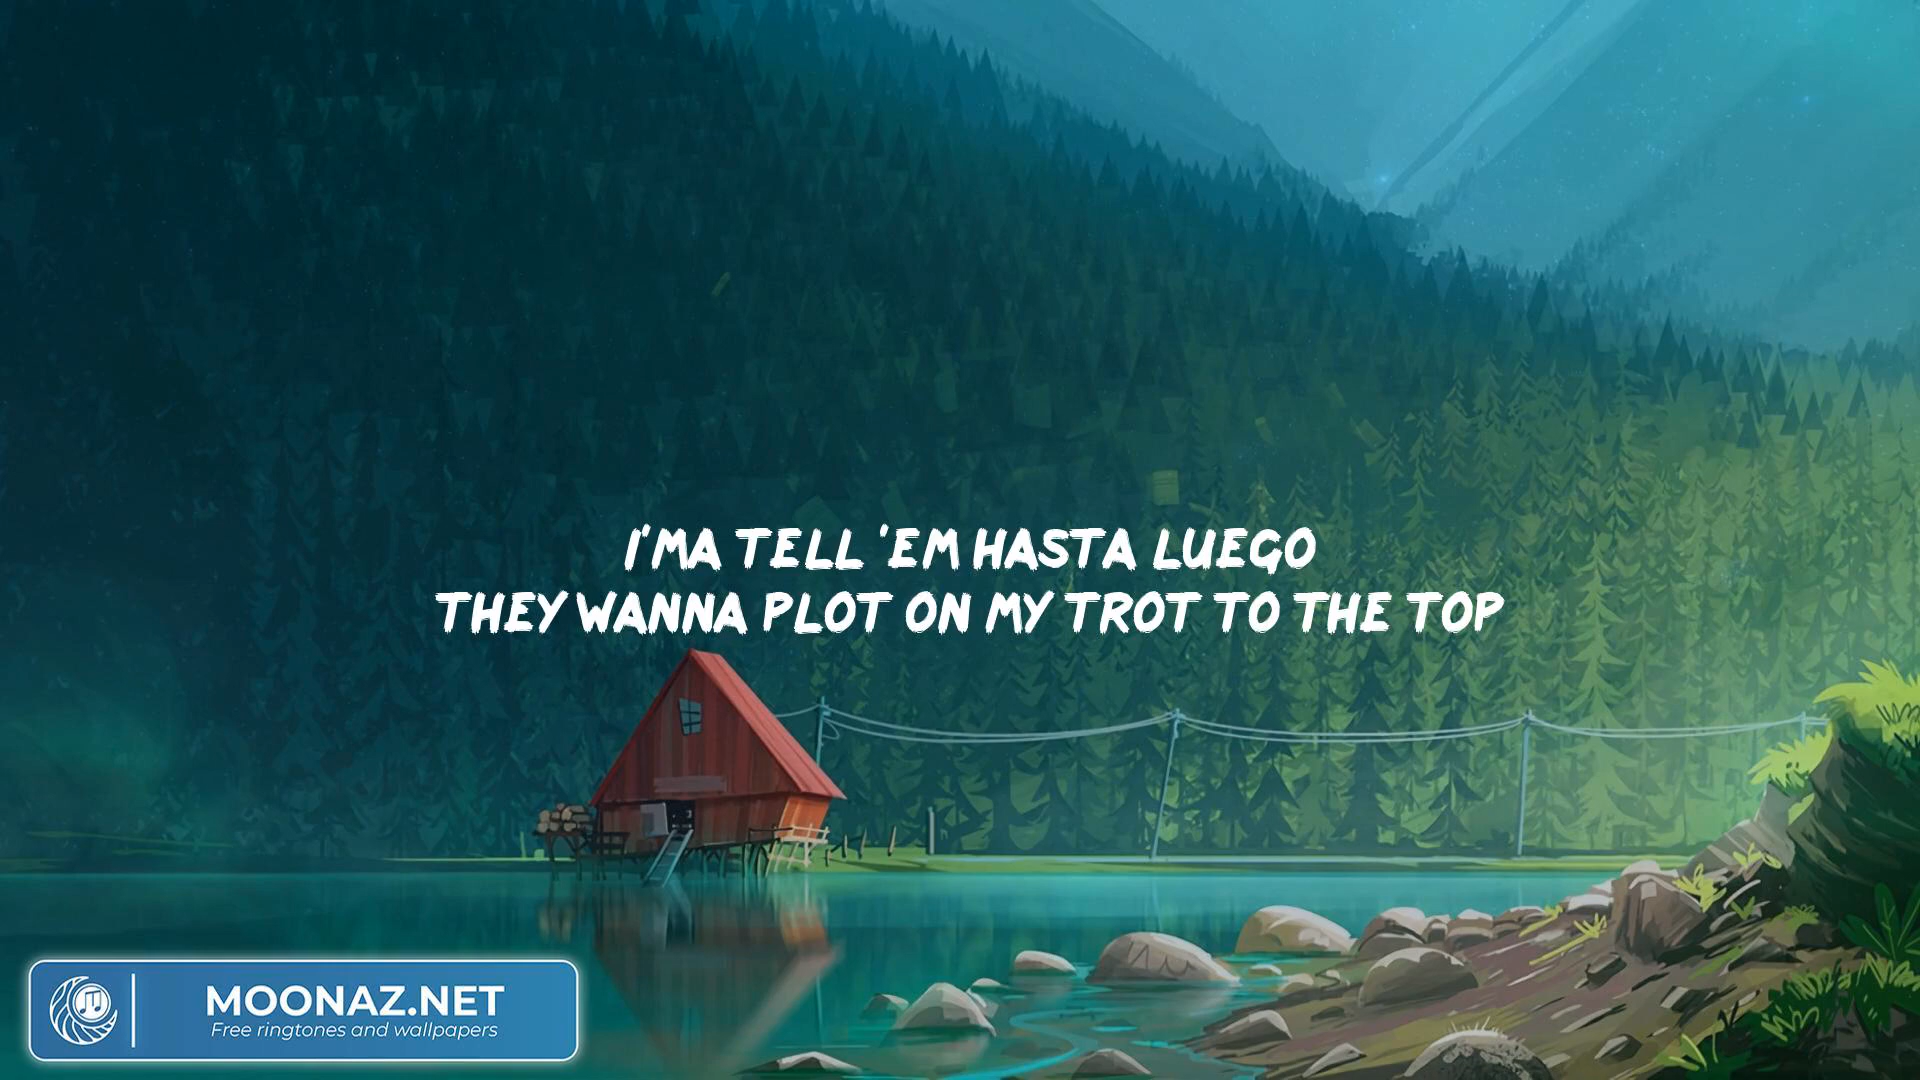 I'MA TELL 'EM HASTA LUEGO
THEY WANNA PLOT ON MY TROT TO THE TOP
MOONAZ.NET
Free ringtones and wallpapers